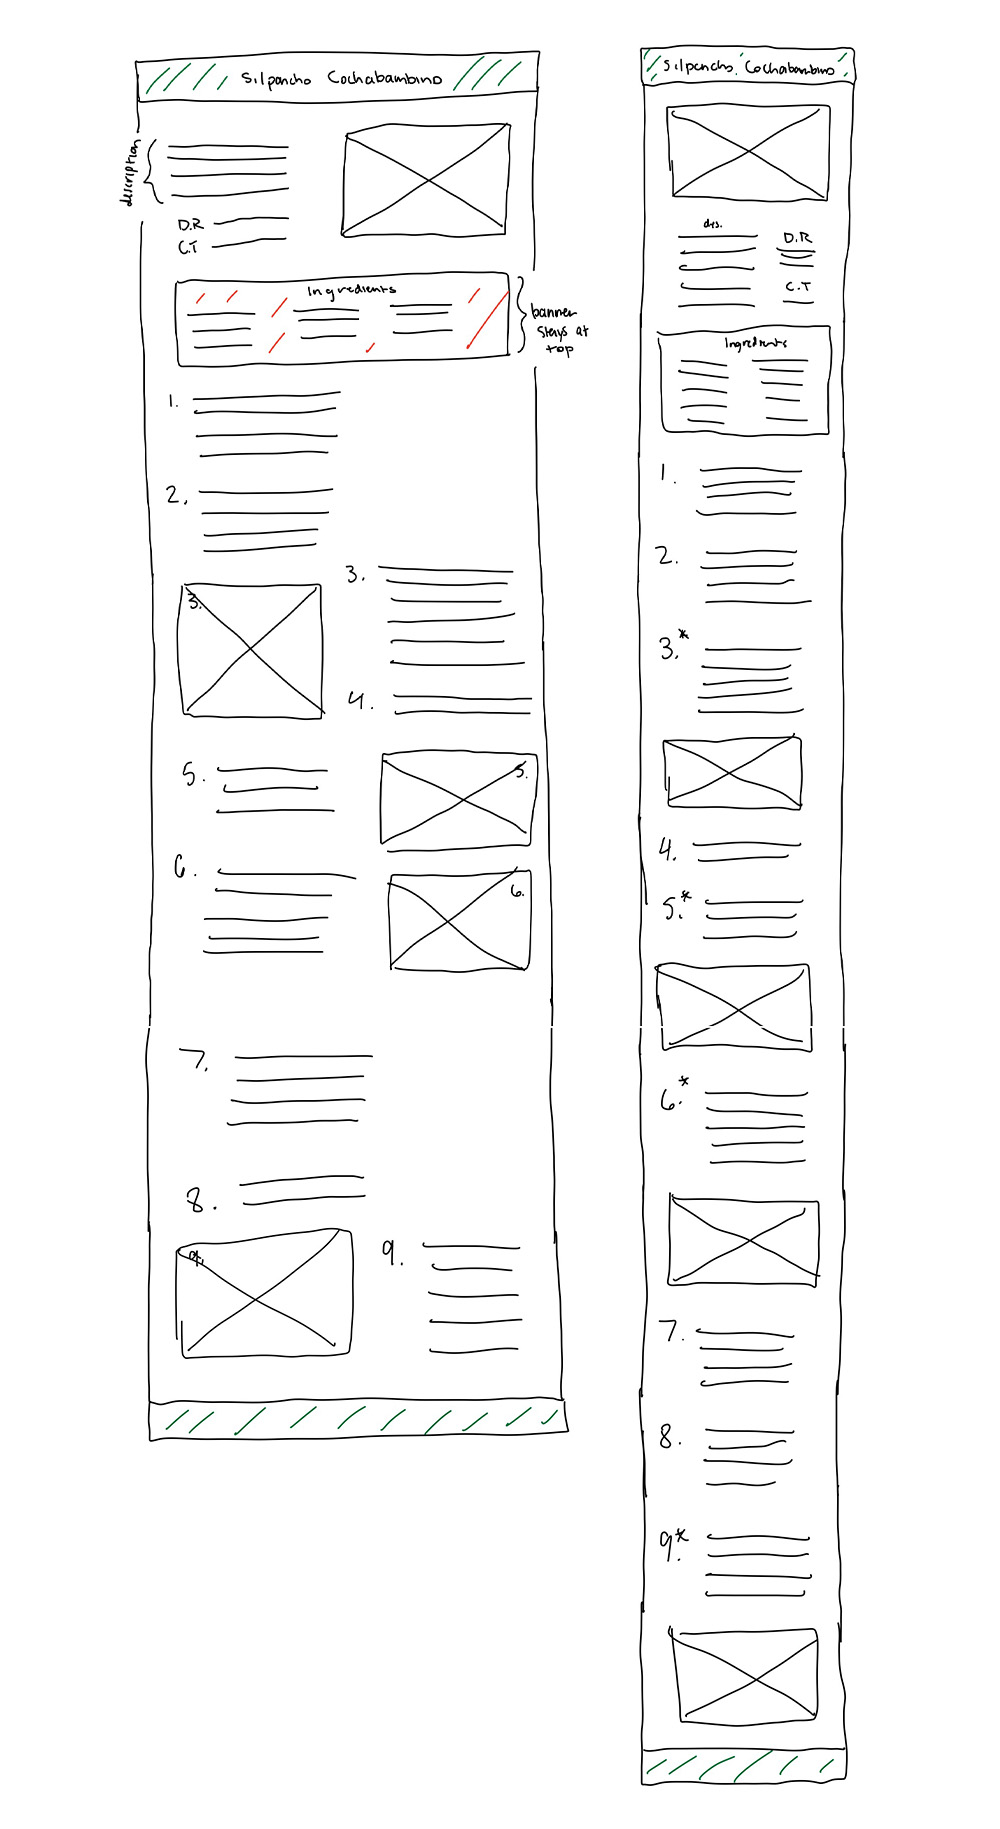 Silpancho Cochabambino
description
D.R
C.T
Ingredients
banner
stays at
top
1.
2.
3.
3.
4.
5.
5.
6.
6.
7.
8.
9.
9.
Silpancho Cochabambino
des.
D.R
C.T
Ingredients
1.
2.
3.*
4.
5.*
6.*
7.
8.
9.*